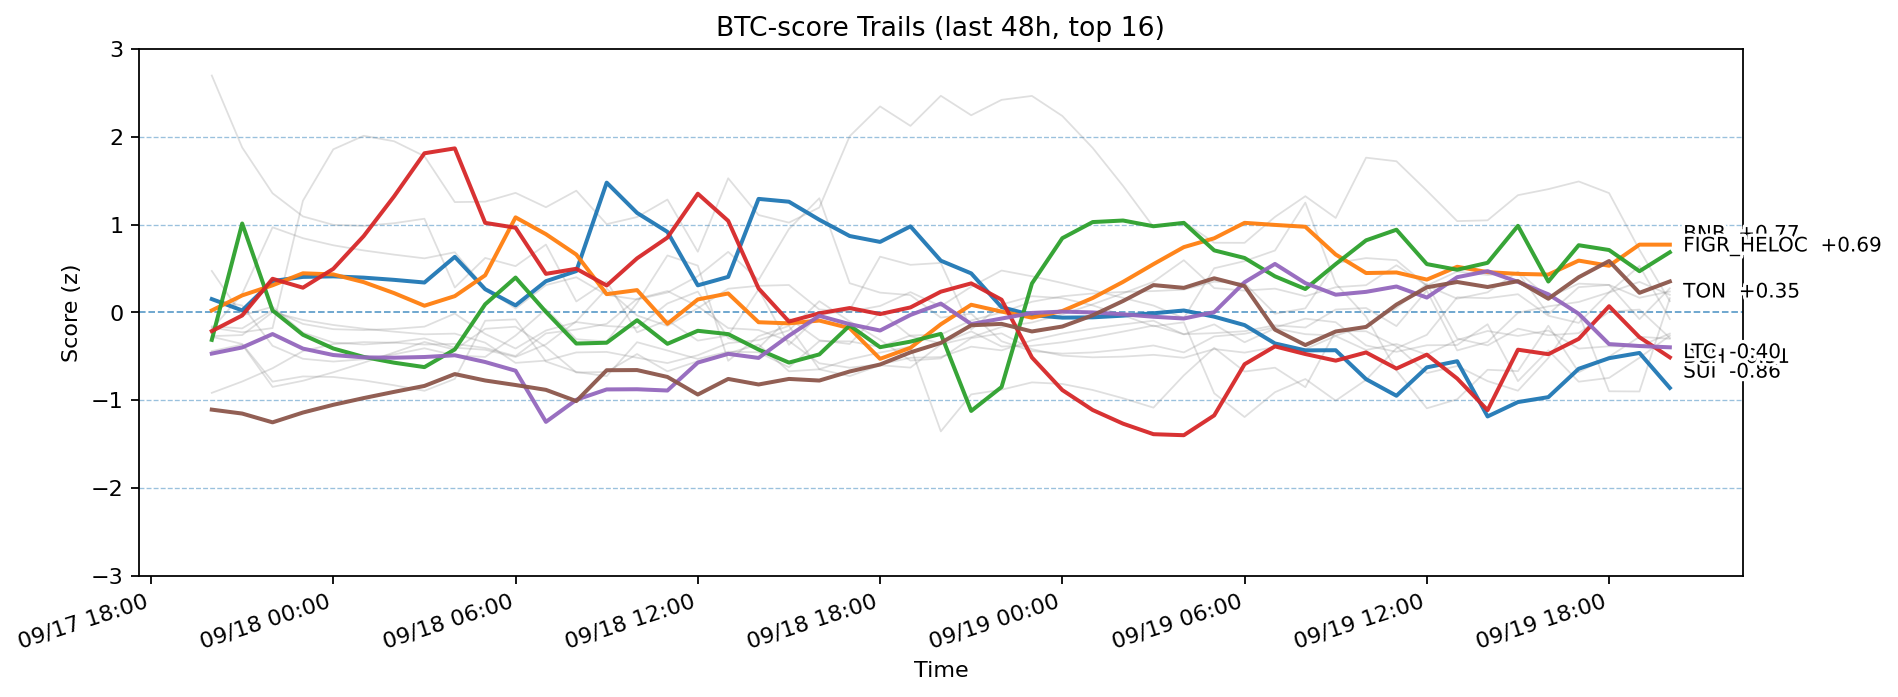 BTC-score Trails (last 48h, top 16)
Score (z)
3
2
1
0
−1
−2
−3
BNB +0.77
FIGR_HELOC +0.69
TON +0.35
LTC -0.40
SUI -0.86
09/17 18:00
09/18 00:00
09/18 06:00
09/18 12:00
09/18 18:00
09/19 00:00
09/19 06:00
09/19 12:00
09/19 18:00
Time